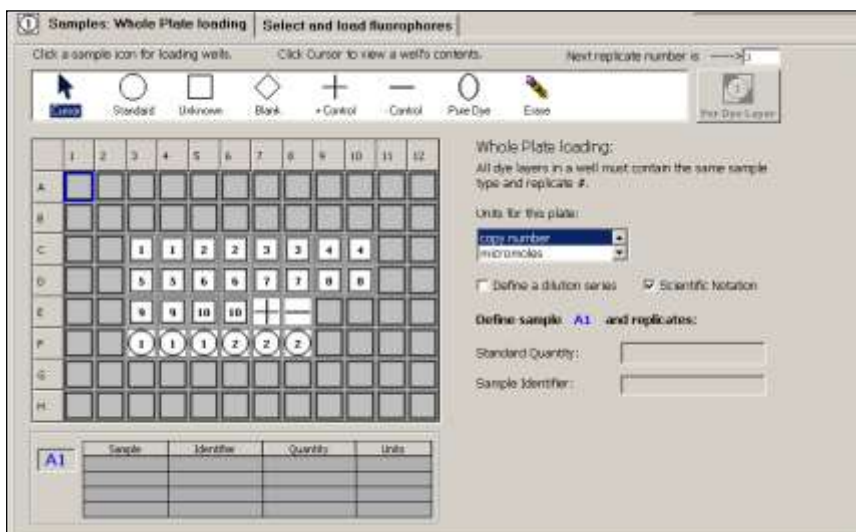 Samples: Whole Plate loading Select and load fluorophores
Click a sample icon for loading wells. Click Cursor to view a well's contents. Next replicate number is ---->
Cursor Standard Unknown Blank +Control -Control Pure Dye Erase
Per Dye Layer
1 2 3 4 5 6 7 8 9 10 11 12
A
B
C 1 1 2 2 3 3 4 4
D 5 5 6 6 7 7 8 8
E 9 9 10 10
F 1 1 1 2 2 2
G
H
Whole Plate loading:
All dye layers in a well must contain the same sample
type and replicate #.
Units for this plate:
copy number
micromoles
Define a dilution series Scientific Notation
Define sample A1 and replicates:
Standard Quantity:
Sample Identifier:
A1
Sample Identifier Quantity Units